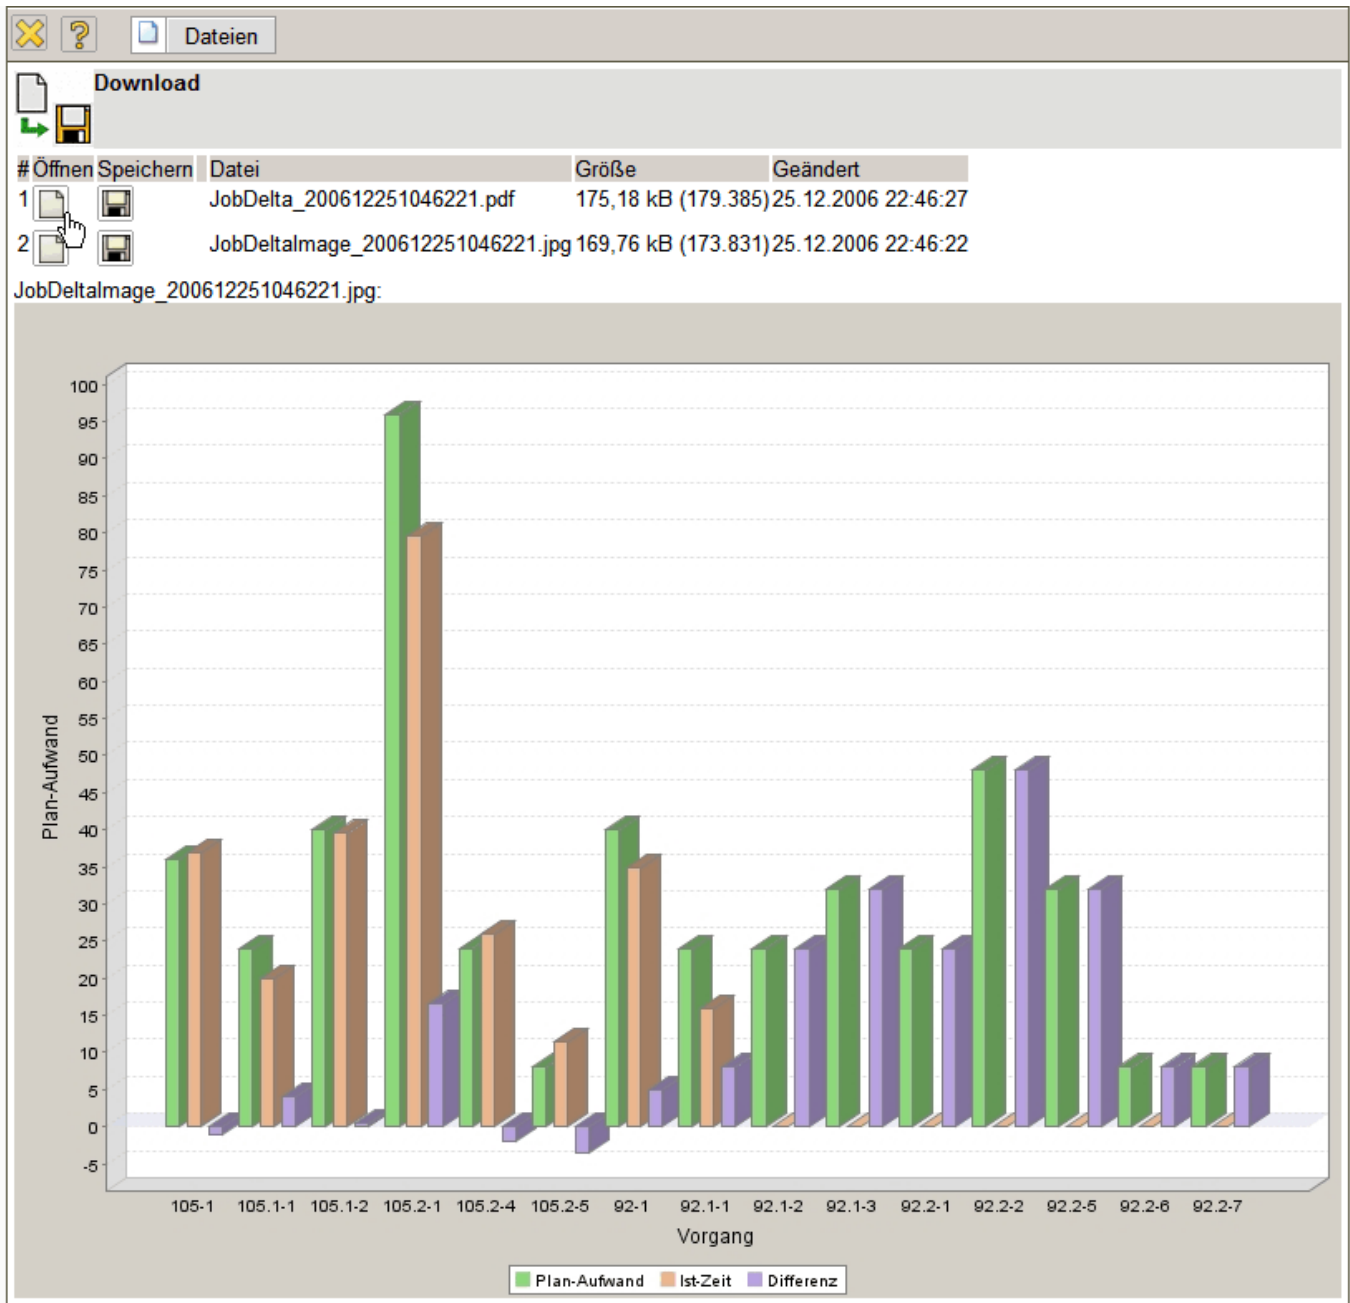 Dateien
Download
# Öffnen Speichern Datei Größe Geändert
1 JobDelta_200612251046221.pdf 175,18 kB (179.385) 25.12.2006 22:46:27
2 JobDeltaImage_200612251046221.jpg 169,76 kB (173.831) 25.12.2006 22:46:22
JobDeltaImage_200612251046221.jpg:
100
95
90
85
80
75
70
65
60
55
50
45
40
35
30
25
20
15
10
5
0
-5
Plan-Aufwand
105-1 105.1-1 105.1-2 105.2-1 105.2-4 105.2-5 92-1 92.1-1 92.1-2 92.1-3 92.2-1 92.2-2 92.2-5 92.2-6 92.2-7
Vorgang
Plan-Aufwand Ist-Zeit Differenz